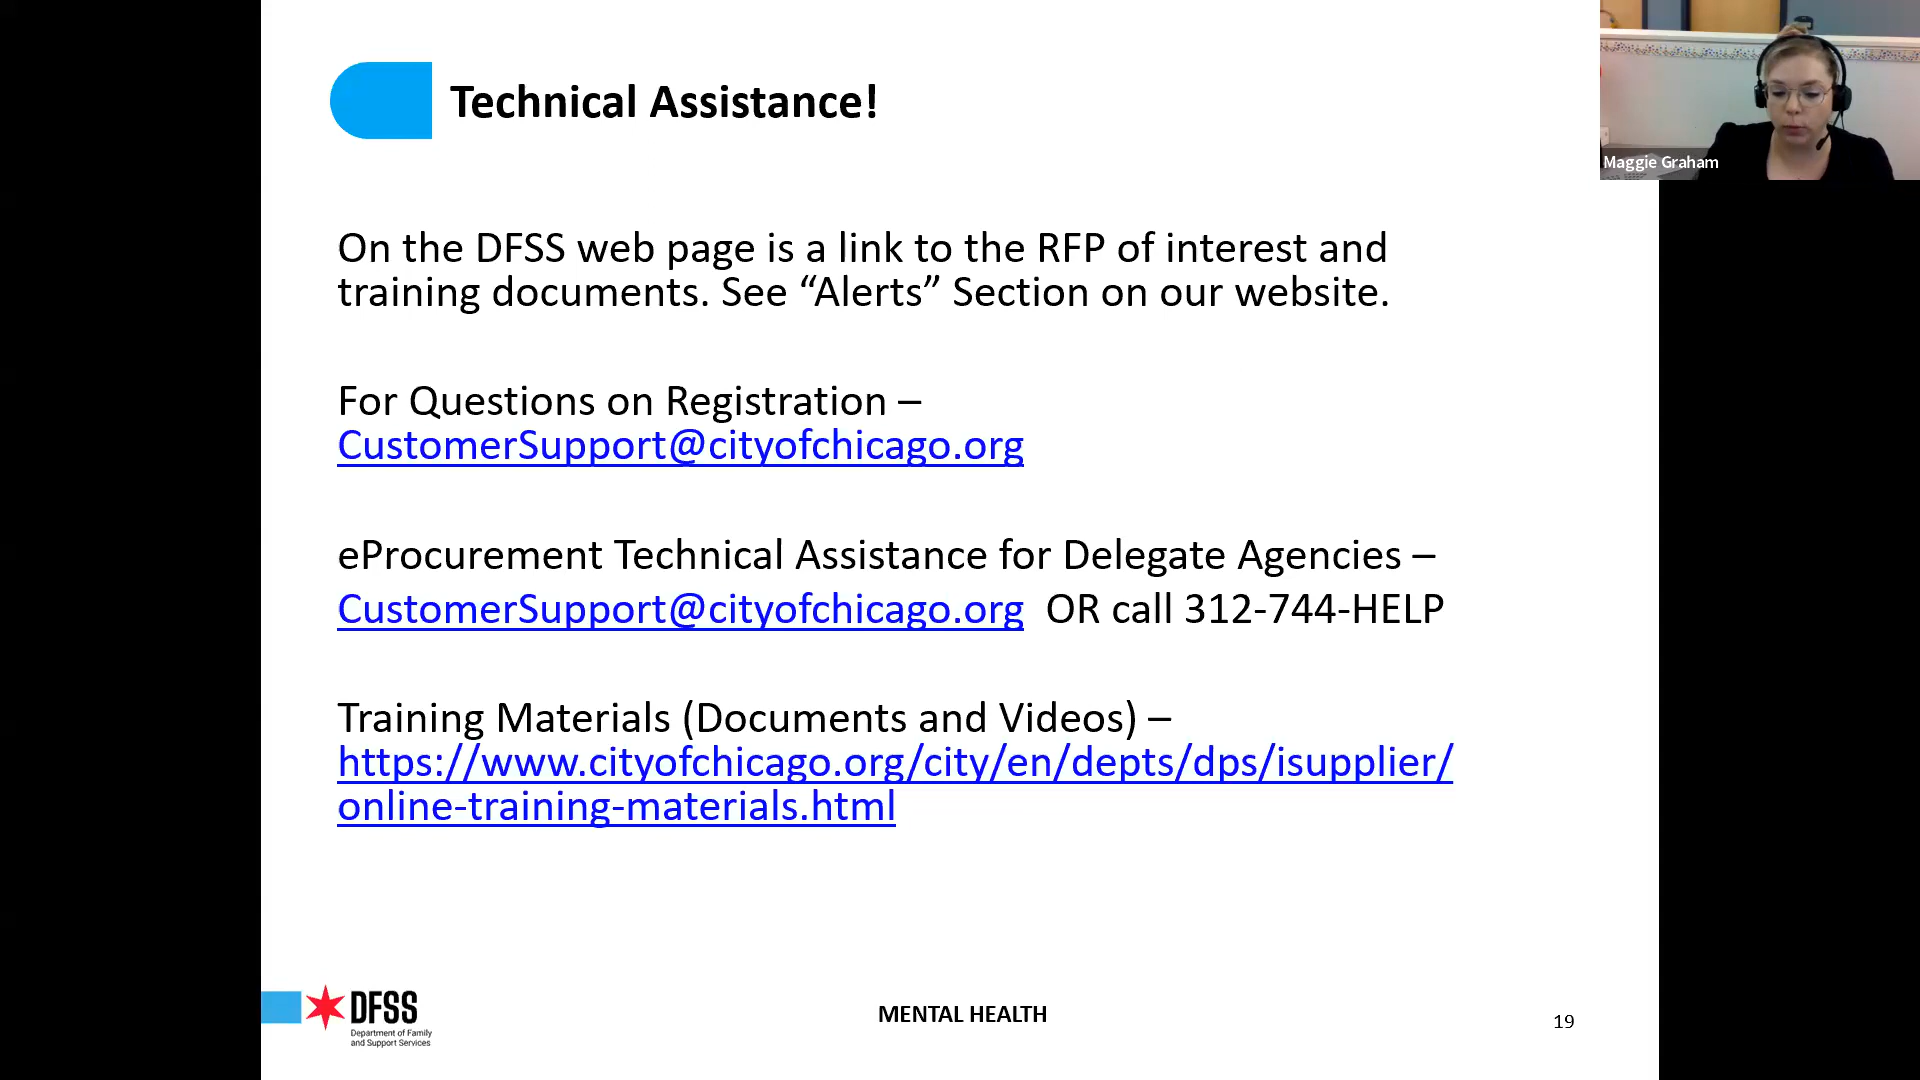 Technical Assistance!
Maggie Graham
On the DFSS web page is a link to the RFP of interest and
training documents. See “Alerts” Section on our website.
For Questions on Registration –
CustomerSupport@cityofchicago.org
eProcurement Technical Assistance for Delegate Agencies –
CustomerSupport@cityofchicago.org OR call 312-744-HELP
Training Materials (Documents and Videos) –
https://www.cityofchicago.org/city/en/depts/dps/isupplier/
online-training-materials.html
DFSS
Department of Family
and Support Services
MENTAL HEALTH
19